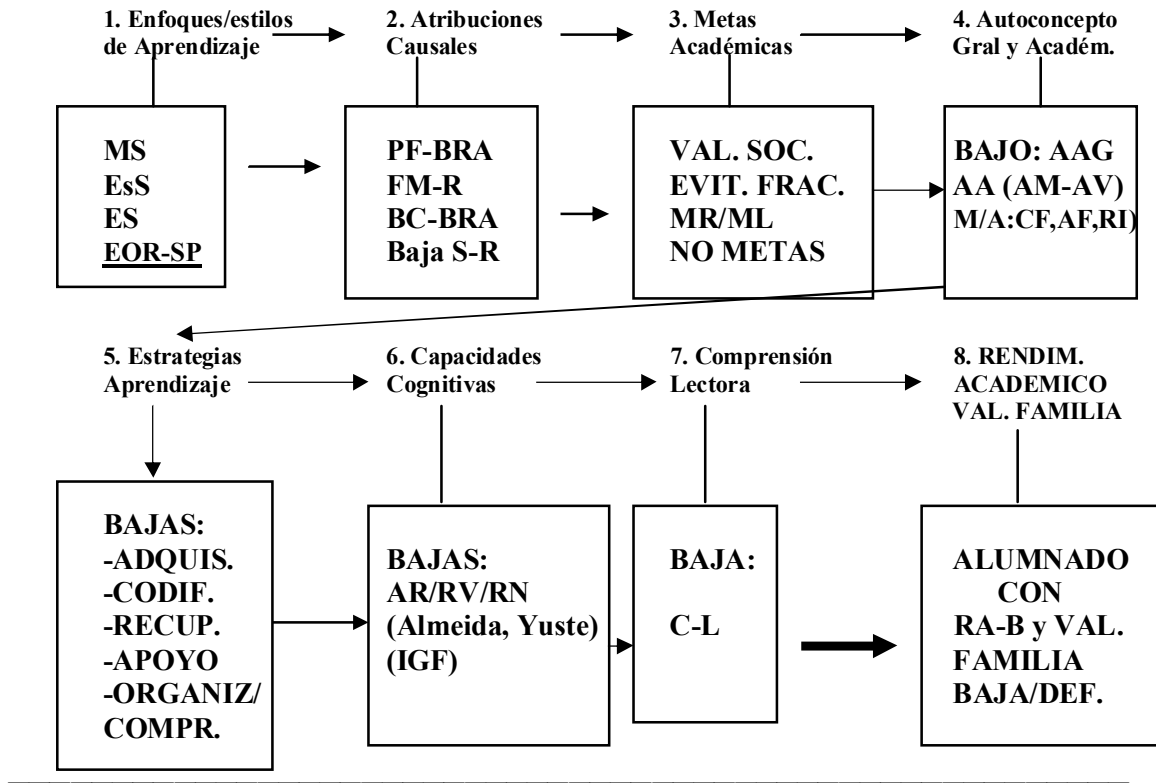 1. Enfoques/estilos
de Aprendizaje
2. Atribuciones
Causales
3. Metas
Académicas
4. Autoconcepto
Gral y Académ.
MS
EsS
ES
EOR-SP
PF-BRA
FM-R
BC-BRA
Baja S-R
VAL. SOC.
EVIT. FRAC.
MR/ML
NO METAS
BAJO: AAG
AA (AM-AV)
M/A:CF,AF,RI)
5. Estrategias
Aprendizaje
6. Capacidades
Cognitivas
7. Comprensión
Lectora
8. RENDIM.
ACADEMICO
VAL. FAMILIA
BAJAS:
-ADQUIS.
-CODIF.
-RECUP.
-APOYO
-ORGANIZ/
COMPR.
BAJAS:
AR/RV/RN
(Almeida, Yuste)
(IGF)
BAJA:
C-L
ALUMNADO
CON
RA-B y VAL.
FAMILIA
BAJA/DEF.